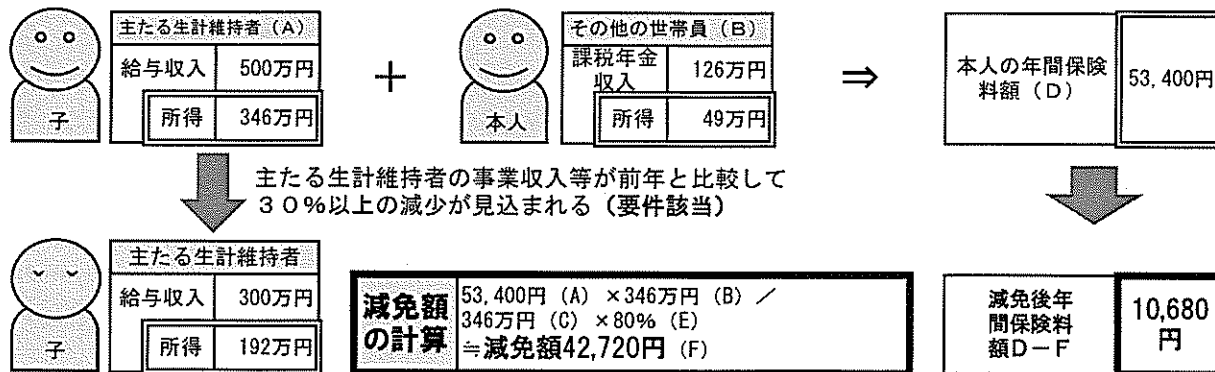 主たる生計維持者（A）
給与収入 500万円
所得 346万円
子
＋
その他の世帯員（B）
課税年金
収入 126万円
所得 49万円
本人
⇒
本人の年間保険
料額（D） 53,400円
主たる生計維持者の事業収入等が前年と比較して
３０％以上の減少が見込まれる（要件該当）
主たる生計維持者
給与収入 300万円
所得 192万円
子
減免額
の計算
53,400円（A）×346万円（B）／
346万円（C）×80%（E）
≒減免額42,720円（F）
減免後年
間保険料
額D－F
10,680
円